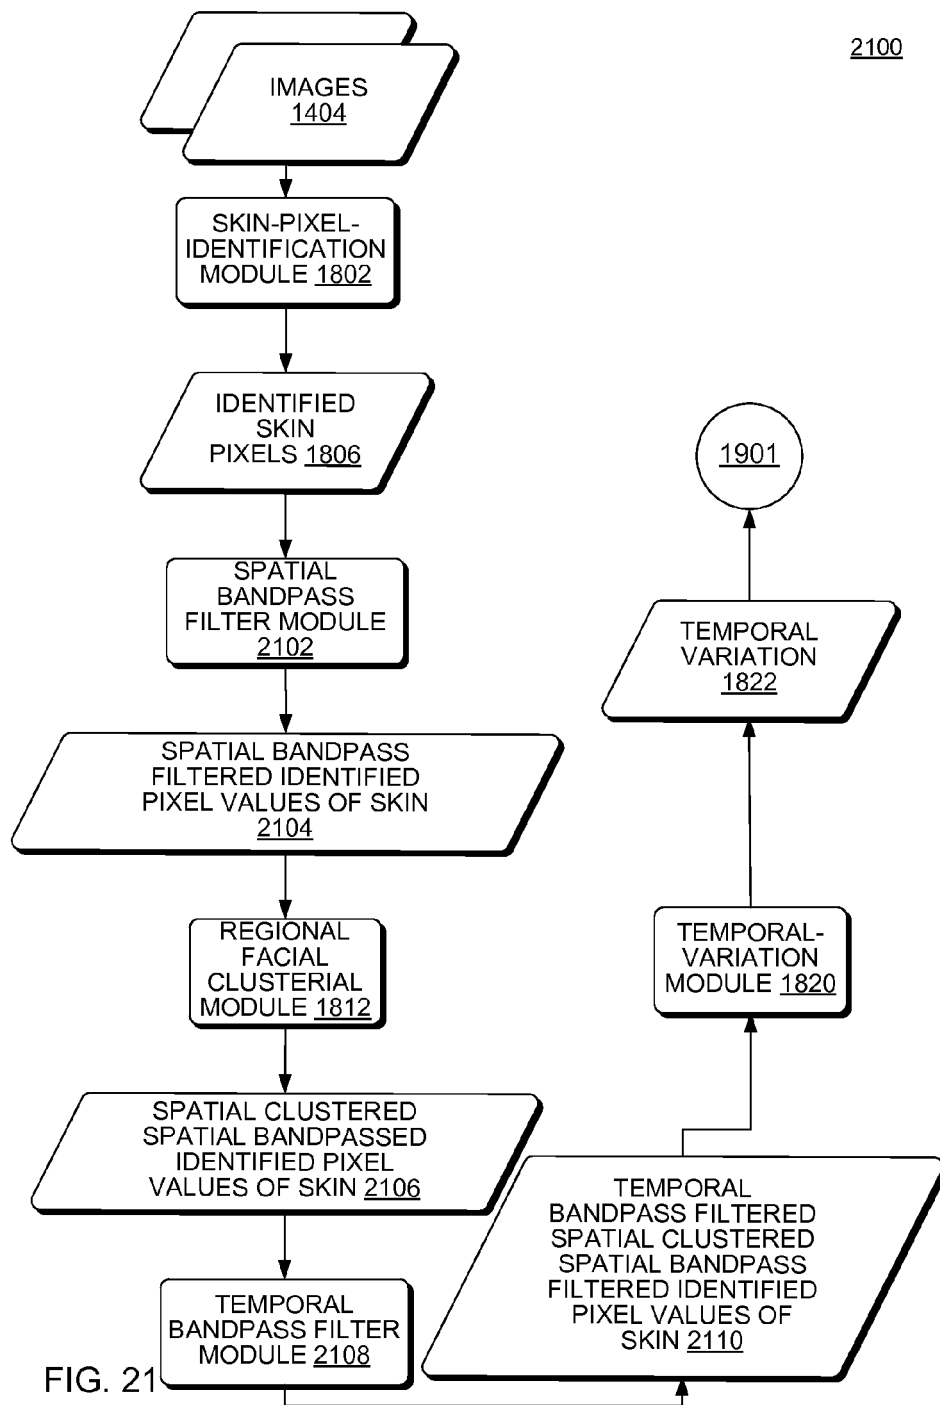 2100
IMAGES
1404
SKIN-PIXEL-
IDENTIFICATION
MODULE 1802
IDENTIFIED
SKIN
PIXELS 1806
SPATIAL
BANDPASS
FILTER MODULE
2102
SPATIAL BANDPASS
FILTERED IDENTIFIED
PIXEL VALUES OF SKIN
2104
REGIONAL
FACIAL
CLUSTERIAL
MODULE 1812
SPATIAL CLUSTERED
SPATIAL BANDPASSED
IDENTIFIED PIXEL
VALUES OF SKIN 2106
TEMPORAL
BANDPASS FILTER
MODULE 2108
TEMPORAL
BANDPASS FILTERED
SPATIAL CLUSTERED
SPATIAL BANDPASS
FILTERED IDENTIFIED
PIXEL VALUES OF
SKIN 2110
TEMPORAL-
VARIATION
MODULE 1820
TEMPORAL
VARIATION
1822
1901
FIG. 21